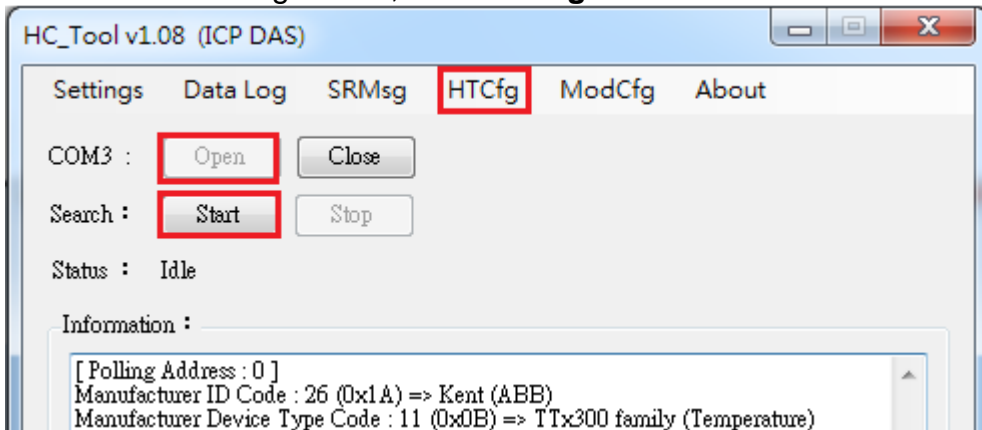 HC_Tool v1.08 (ICP DAS)
Settings Data Log SRMsg HTCfg ModCfg About
COM3 : Open Close
Search : Start Stop
Status : Idle
Information :
[ Polling Address : 0 ]
Manufacturer ID Code : 26 (0x1A) => Kent (ABB)
Manufacturer Device Type Code : 11 (0x0B) => TTx300 family (Temperature)